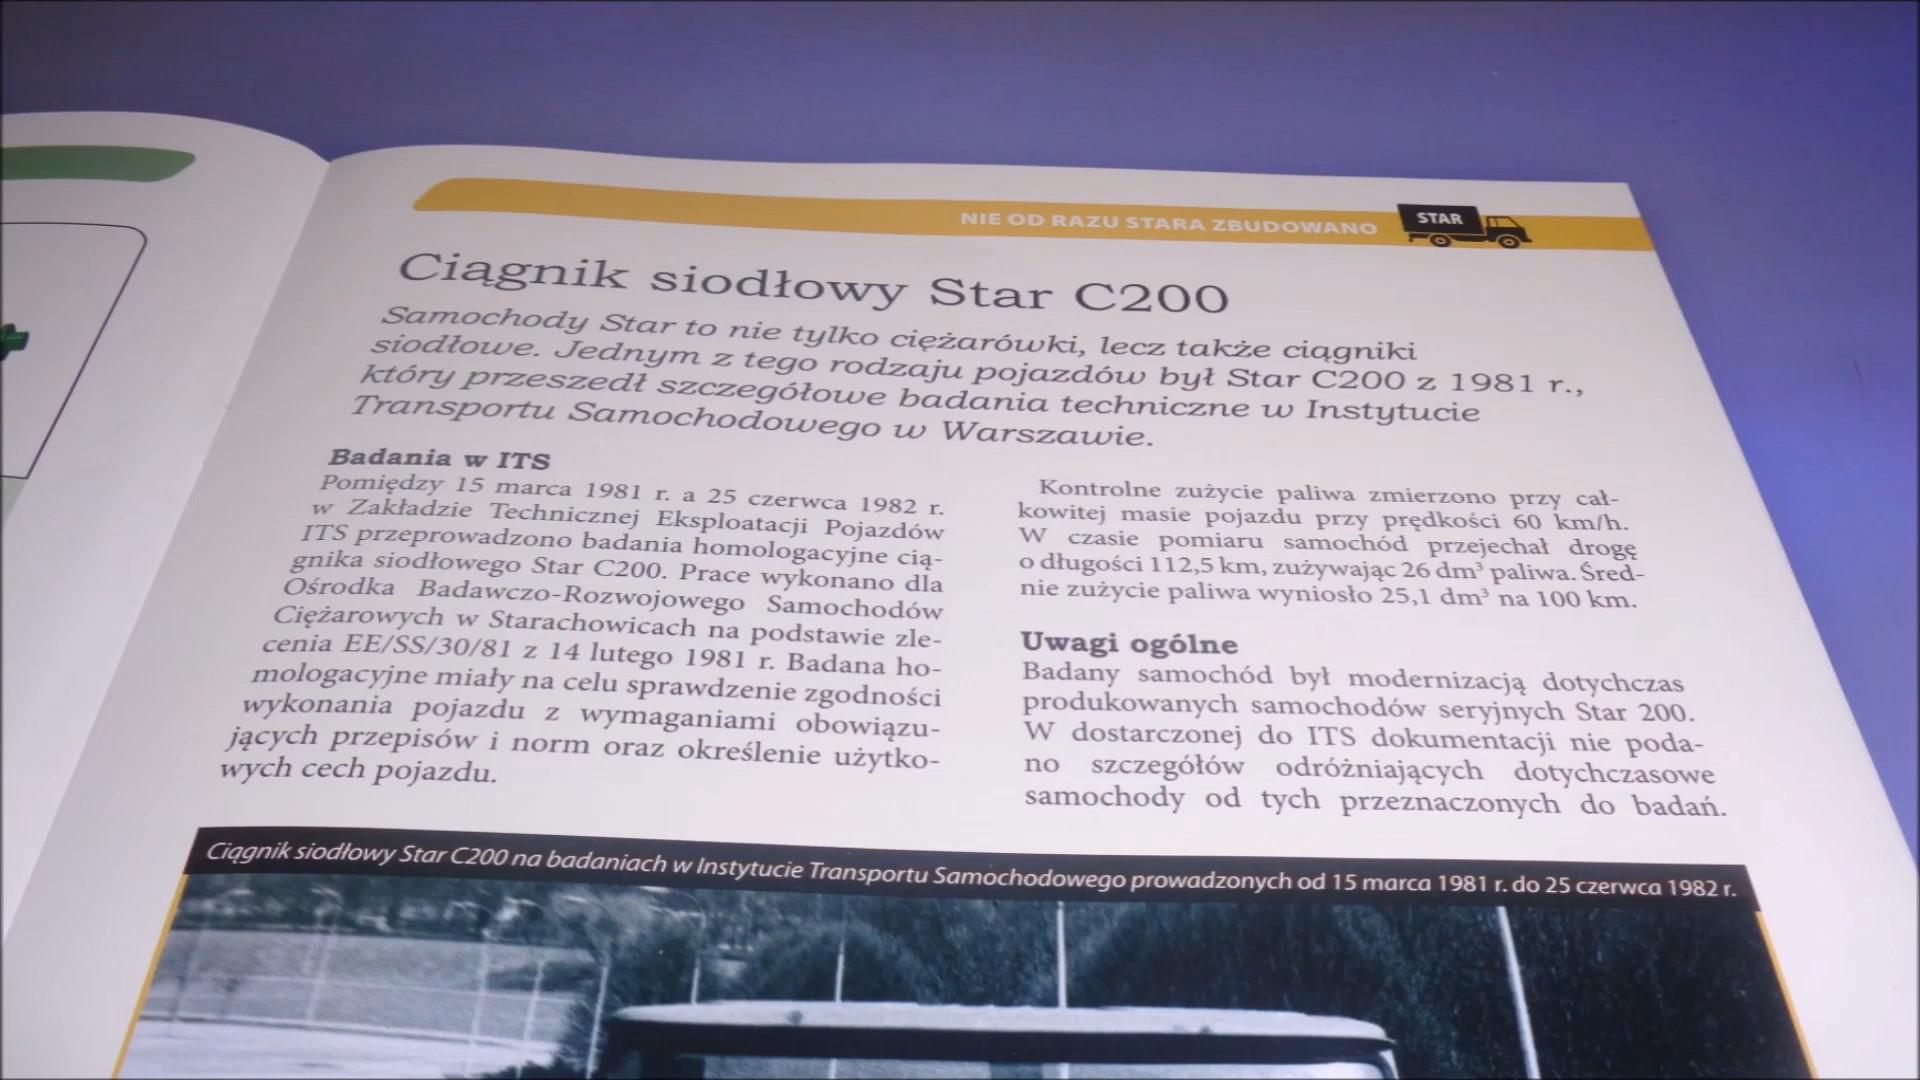 NIE OD RAZU STARA ZBUDOWANO
STAR
Ciągnik siodłowy Star C200
Samochody Star to nie tylko ciężarówki, lecz także ciągniki
siodłowe. Jednym z tego rodzaju pojazdów był Star C200 z 1981 r.,
który przeszedł szczegółowe badania techniczne w Instytucie
Transportu Samochodowego w Warszawie.
Badania w ITS
Pomiędzy 15 marca 1981 r. a 25 czerwca 1982 r.
w Zakładzie Technicznej Eksploatacji Pojazdów
ITS przeprowadzono badania homologacyjne cią-
gnika siodłowego Star C200. Prace wykonano dla
Ośrodka Badawczo-Rozwojowego Samochodów
Ciężarowych w Starachowicach na podstawie zle-
cenia EE/SS/30/81 z 14 lutego 1981 r. Badana ho-
mologacyjne miały na celu sprawdzenie zgodności
wykonania pojazdu z wymaganiami obowiązu-
jących przepisów i norm oraz określenie użytko-
wych cech pojazdu.
Kontrolne zużycie paliwa zmierzono przy cał-
kowitej masie pojazdu przy prędkości 60 km/h.
W czasie pomiaru samochód przejechał drogę
o długości 112,5 km, zużywając 26 dm³ paliwa. Śred-
nie zużycie paliwa wyniosło 25,1 dm³ na 100 km.
Uwagi ogólne
Badany samochód był modernizacją dotychczas
produkowanych samochodów seryjnych Star 200.
W dostarczonej do ITS dokumentacji nie poda-
no szczegółów odróżniających dotychczasowe
samochody od tych przeznaczonych do badań.
Ciągnik siodłowy Star C200 na badaniach w Instytucie Transportu Samochodowego prowadzonych od 15 marca 1981 r. do 25 czerwca 1982 r.